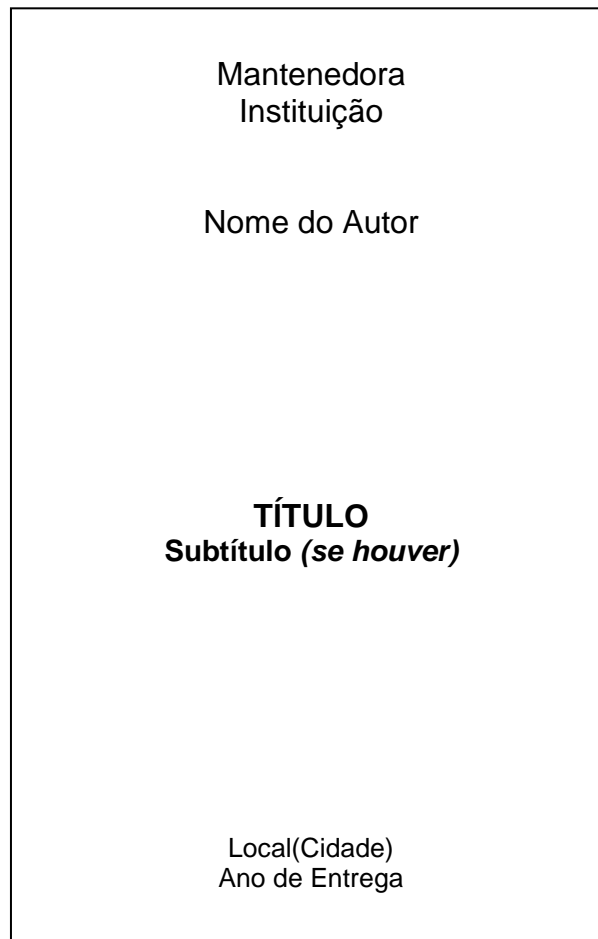 Mantenedora
Instituição
Nome do Autor
TÍTULO
Subtítulo (se houver)
Local(Cidade)
Ano de Entrega